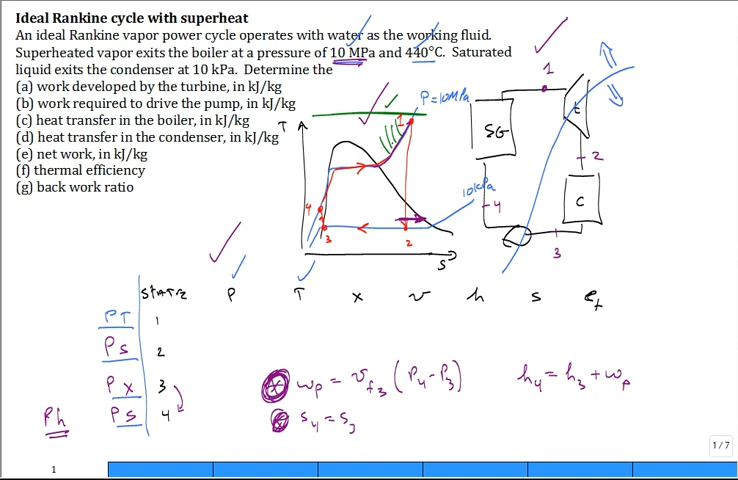 Ideal Rankine cycle with superheat
An ideal Rankine vapor power cycle operates with water as the working fluid.
Superheated vapor exits the boiler at a pressure of 10 MPa and 440°C. Saturated
liquid exits the condenser at 10 kPa. Determine the
(a) work developed by the turbine, in kJ/kg
(b) work required to drive the pump, in kJ/kg
(c) heat transfer in the boiler, in kJ/kg
(d) heat transfer in the condenser, in kJ/kg
(e) net work, in kJ/kg
(f) thermal efficiency
(g) back work ratio
T
1
P=10MPa
4
3
2
10kPa
S
1
SG
t
2
C
4
3
STATE P T x v h s ef
PT 1
Ps 2
Px 3
Ps 4
Ph
wp = vf3 (P4-P3)
h4=h3+wp
s4=s3
1/7
1